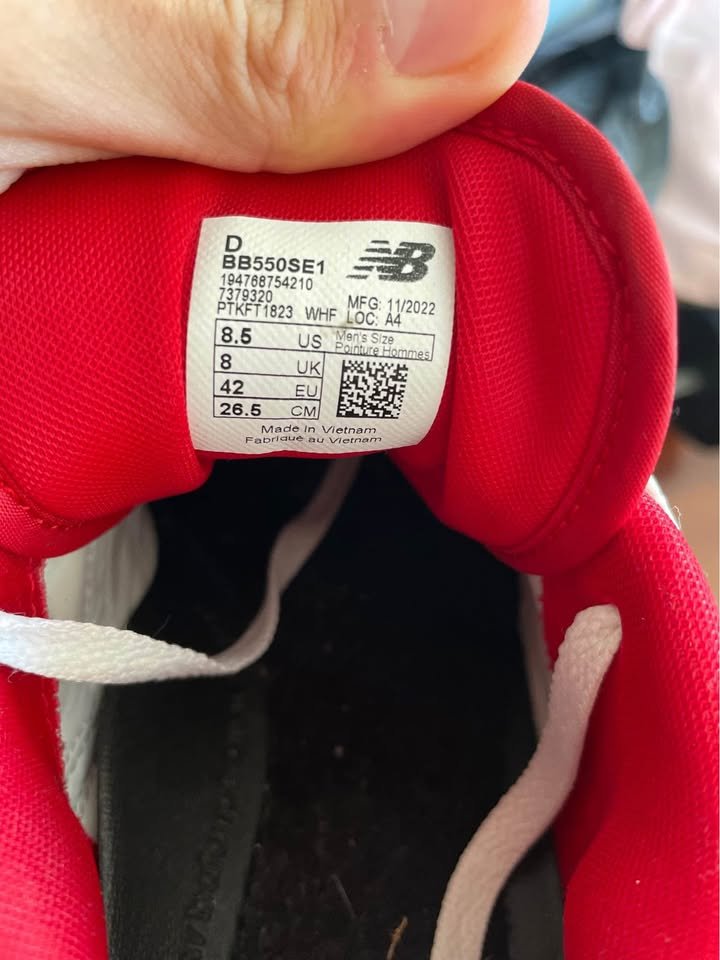 D
BB550SE1
194768754210
7379320
PTKFT1823 WHF
NB
MFG: 11/2022
LOC: A4
8.5 US
8 UK
42 EU
26.5 CM
Men's Size
Pointure Hommes
Made in Vietnam
Fabriqué au Vietnam